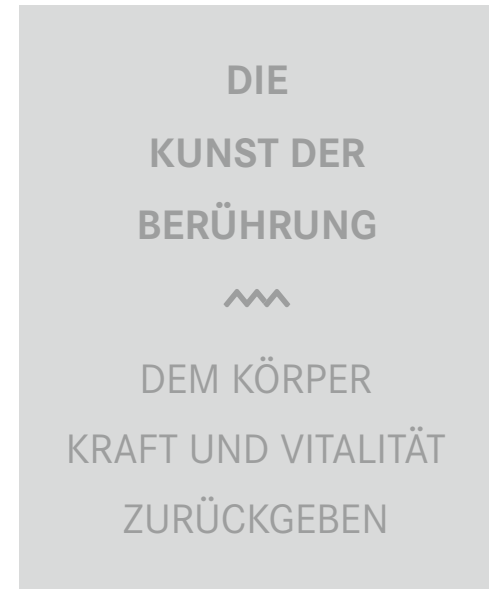 DIE
KUNST DER
BERÜHRUNG
DEM KÖRPER
KRAFT UND VITALITÄT
ZURÜCKGEBEN